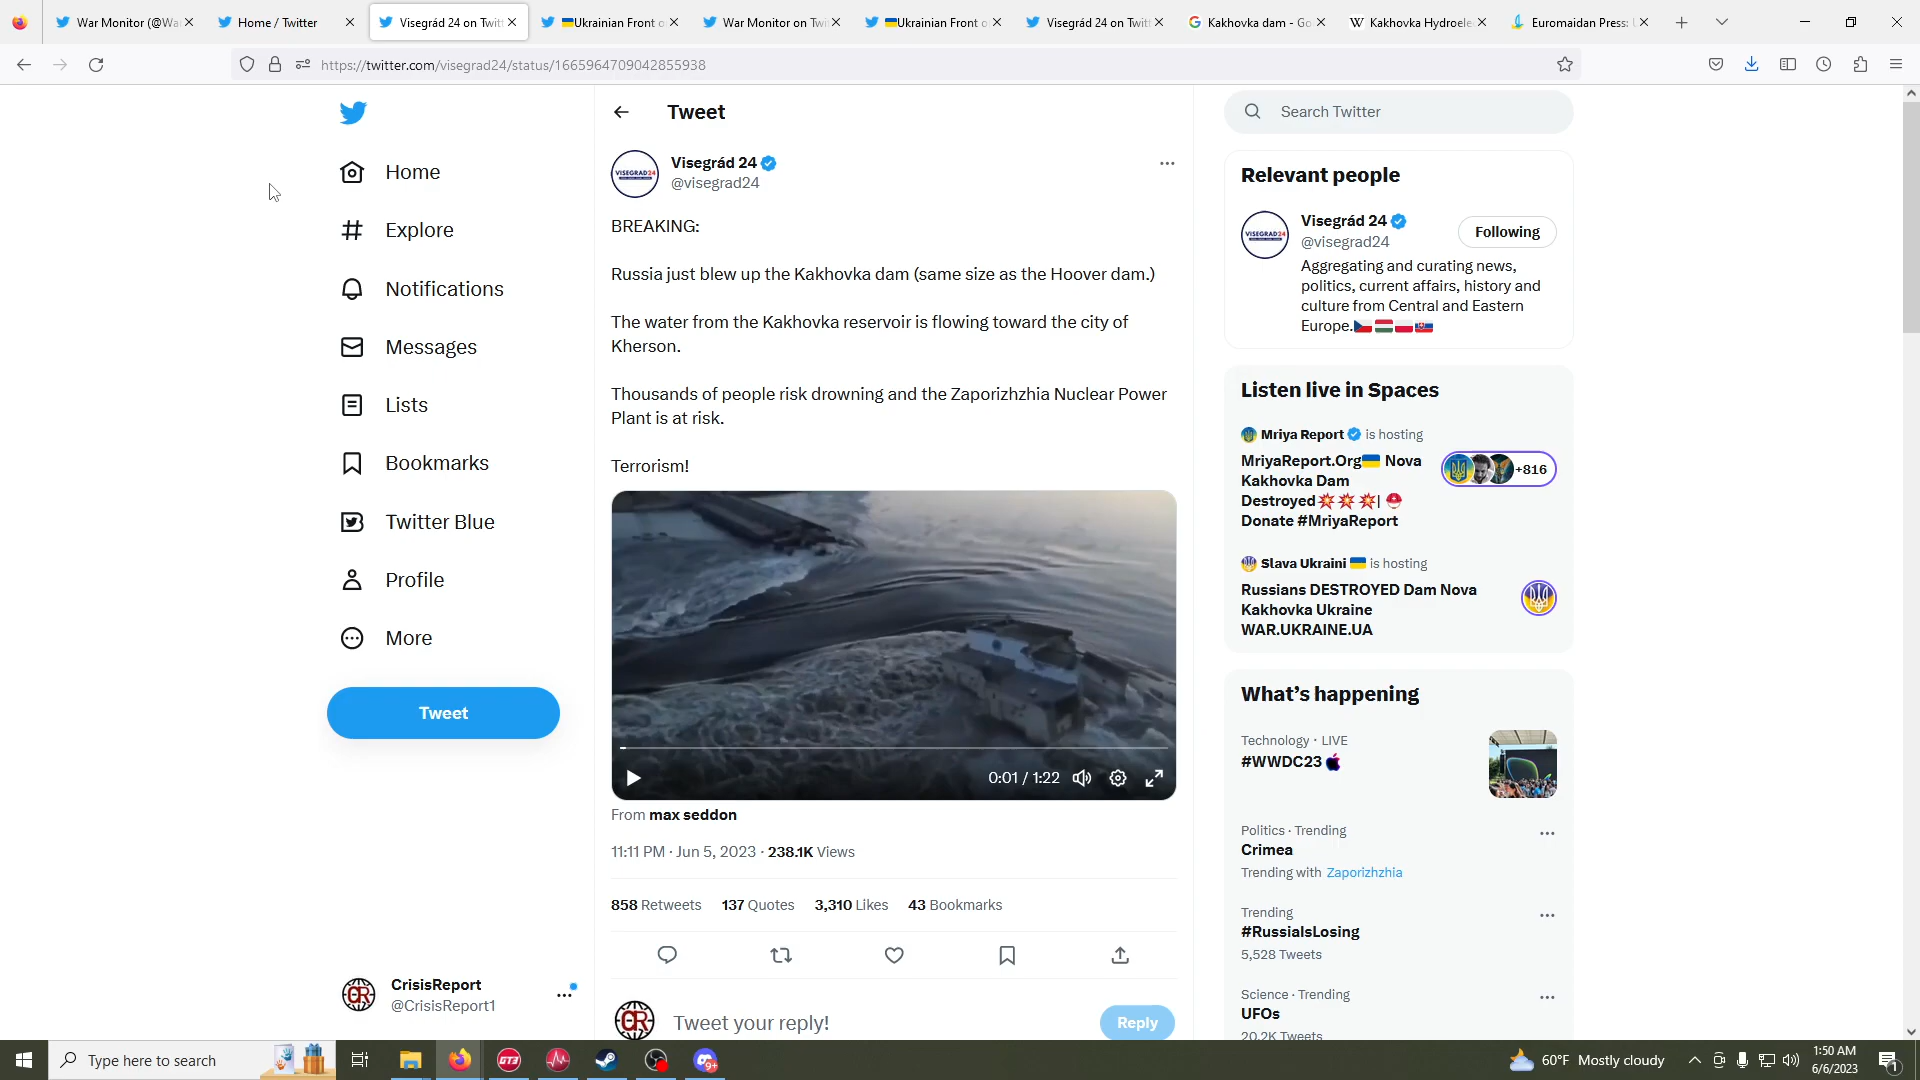 War Monitor (@Wa
Home / Twitter
Visegrád 24 on Twit
Ukrainian Front o
War Monitor on Twi
Ukrainian Front o
Visegrád 24 on Twitt
Kakhovka dam - Go
Kakhovka Hydroele
Euromaidan Press:
https://twitter.com/visegrad24/status/1665964709042855938
Home
Explore
Notifications
Messages
Lists
Bookmarks
Twitter Blue
Profile
More
Tweet
CrisisReport
@CrisisReport1
Tweet
VISEGRAD24
Visegrád 24
@visegrad24
BREAKING:
Russia just blew up the Kakhovka dam (same size as the Hoover dam.)
The water from the Kakhovka reservoir is flowing toward the city of
Kherson.
Thousands of people risk drowning and the Zaporizhzhia Nuclear Power
Plant is at risk.
Terrorism!
0:01 / 1:22
From max seddon
11:11 PM · Jun 5, 2023 · 238.1K Views
858 Retweets 137 Quotes 3,310 Likes 43 Bookmarks
CR
Tweet your reply!
Reply
Search Twitter
Relevant people
VISEGRAD24
Visegrád 24
@visegrad24
Following
Aggregating and curating news,
politics, current affairs, history and
culture from Central and Eastern
Europe.
Listen live in Spaces
Mriya Report is hosting
MriyaReport.Org Nova
Kakhovka Dam
Destroyed |
Donate #MriyaReport
+816
Slava Ukraini is hosting
Russians DESTROYED Dam Nova
Kakhovka Ukraine
WAR.UKRAINE.UA
What's happening
Technology · LIVE
#WWDC23
Politics · Trending
Crimea
Trending with Zaporizhzhia
Trending
#RussiaIsLosing
5,528 Tweets
Science · Trending
UFOs
20.2K Tweets
Type here to search
GT3
9+
60°F Mostly cloudy
1:50 AM
6/6/2023
1